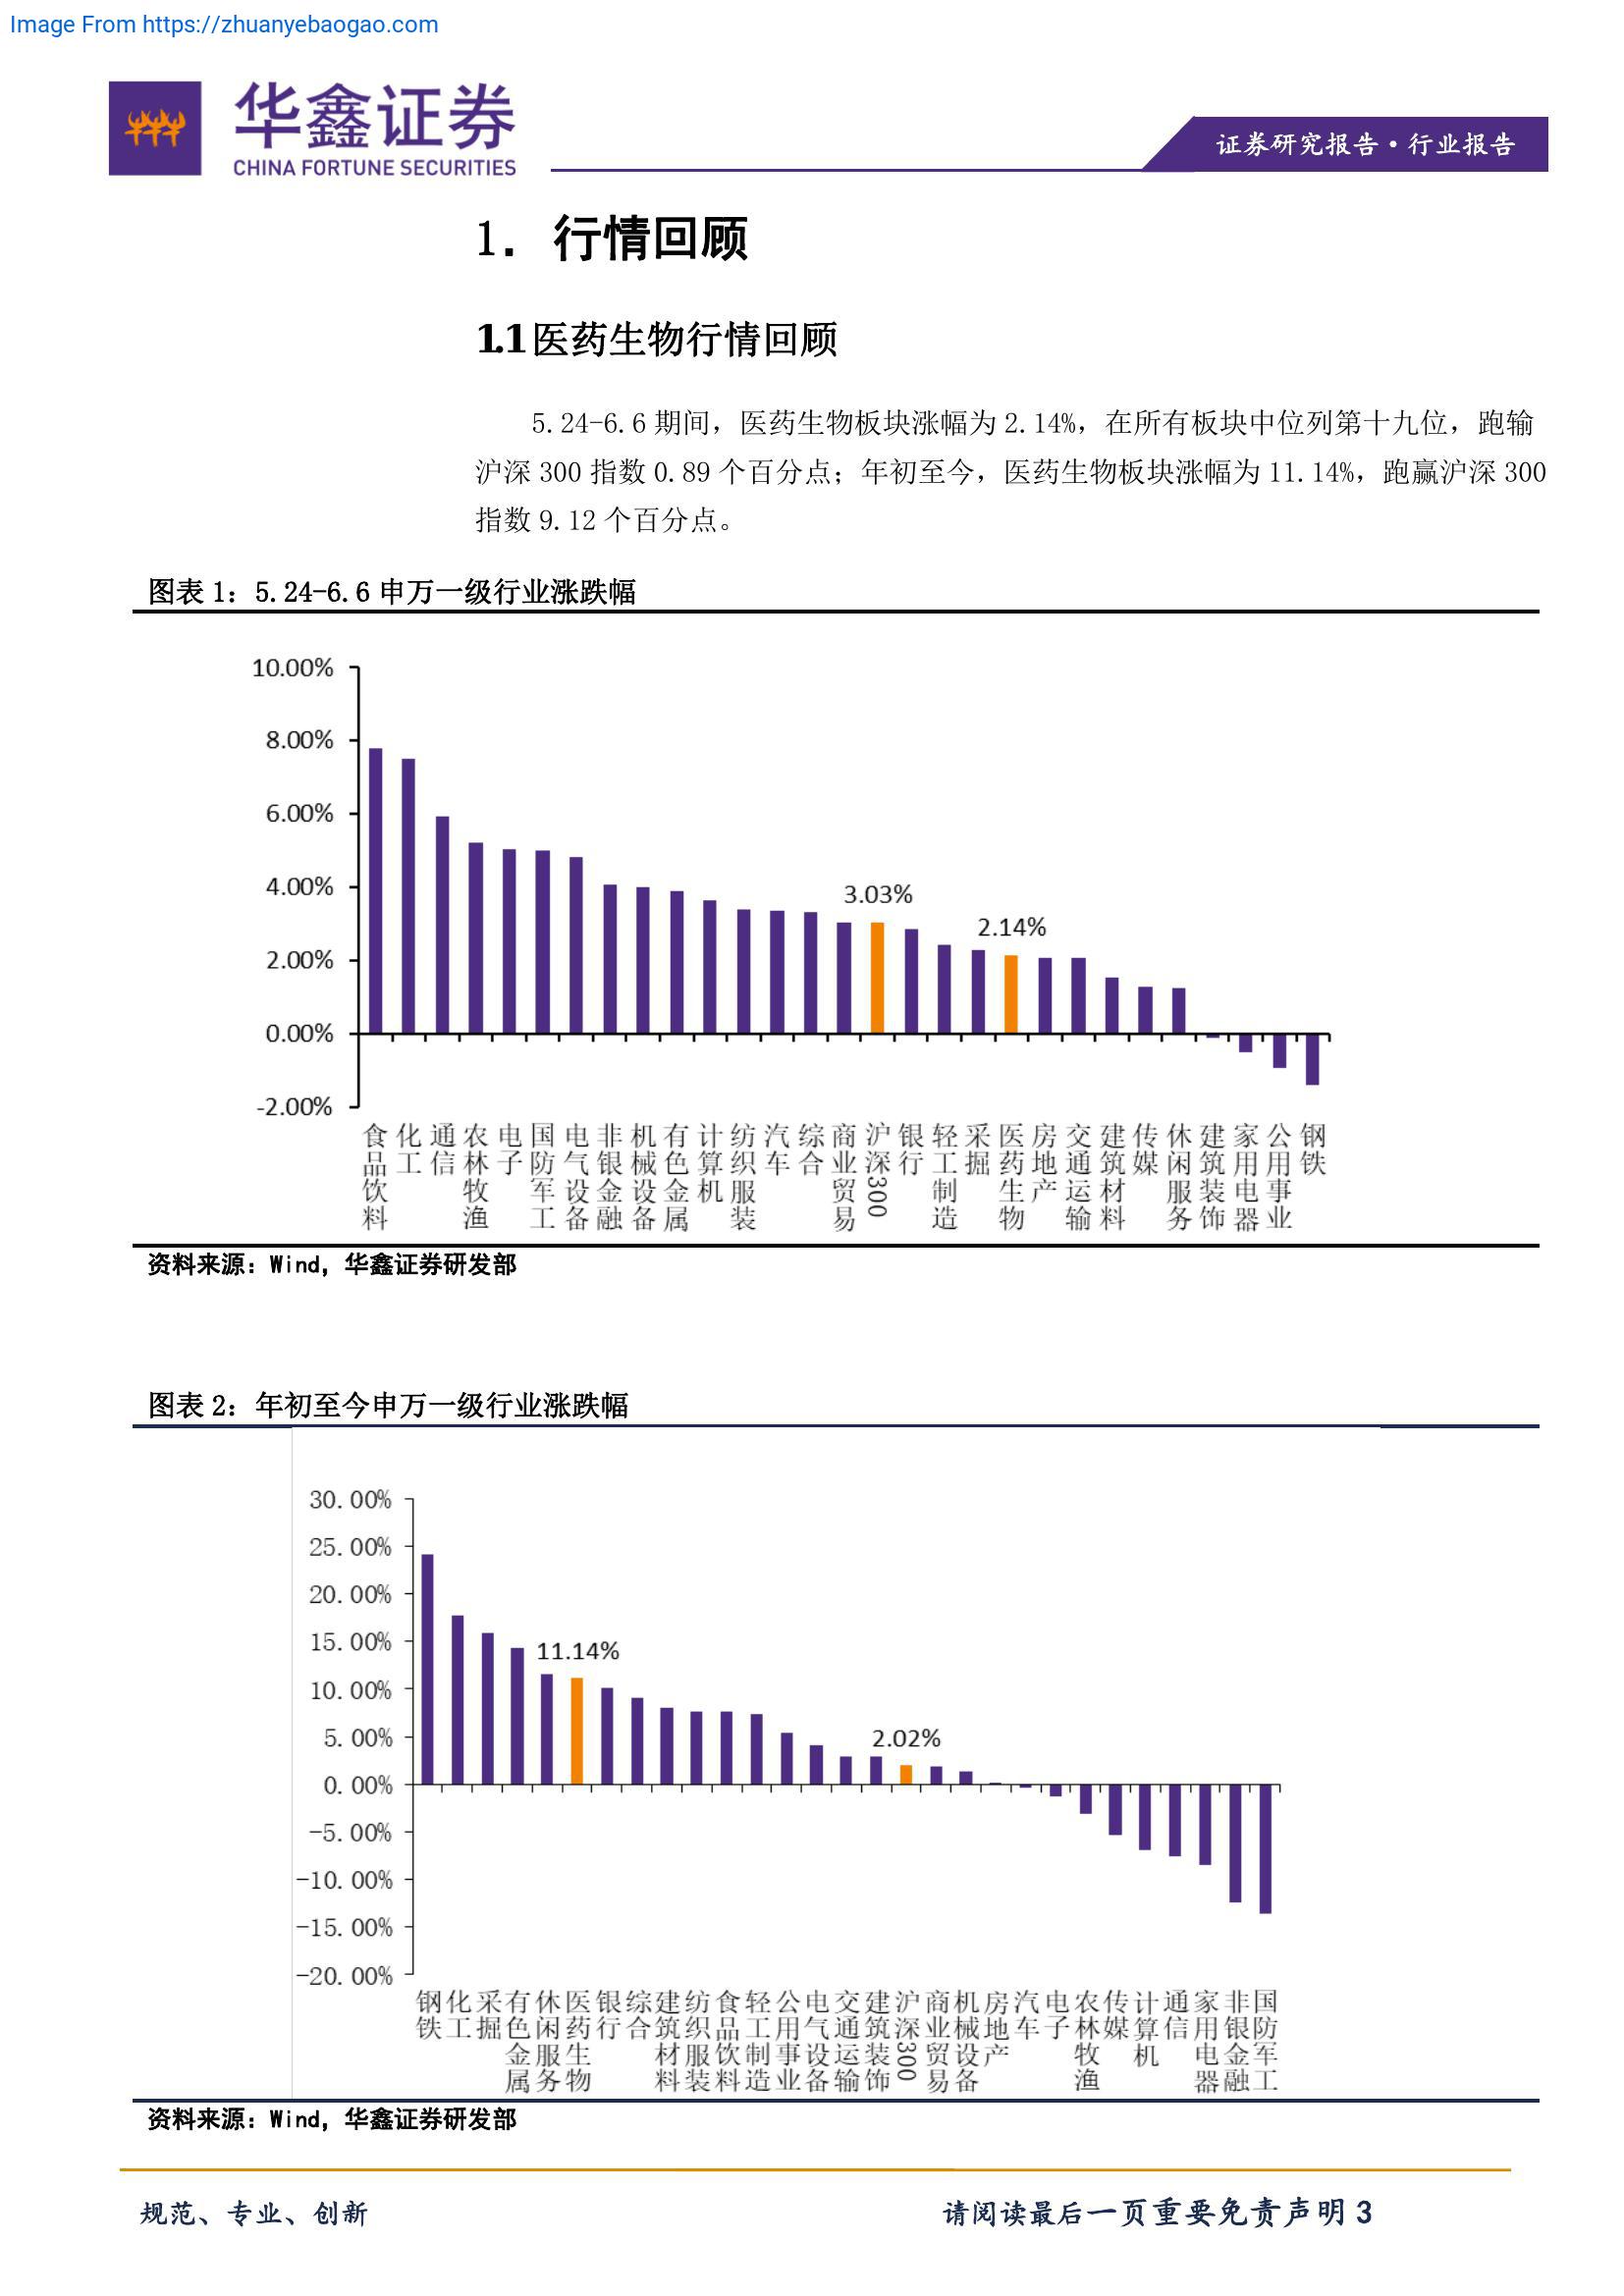 Image From https://zhuanyebaogao.com
华鑫证券
CHINA FORTUNE SECURITIES
证券研究报告·行业报告
1. 行情回顾
1.1医药生物行情回顾
5.24-6.6 期间，医药生物板块涨幅为 2.14%，在所有板块中位列第十九位，跑输
沪深 300 指数 0.89 个百分点；年初至今，医药生物板块涨幅为 11.14%，跑赢沪深 300
指数 9.12 个百分点。
图表 1：5.24-6.6 申万一级行业涨跌幅
10.00%
8.00%
6.00%
4.00%
2.00%
0.00%
-2.00%
3.03%
2.14%
食品饮料
化工
通信
农林牧渔
电子
国防军工
电气设备
非银金融
机械设备
有色金属
计算机
纺织服装
汽车
综合
商业贸易
沪深300
银行
轻工制造
采掘
医药生物
房地产
交通运输
建筑材料
传媒
休闲服务
建筑装饰
家用电器
公用事业
钢铁
资料来源：Wind，华鑫证券研发部
图表 2：年初至今申万一级行业涨跌幅
30.00%
25.00%
20.00%
15.00%
10.00%
5.00%
0.00%
-5.00%
-10.00%
-15.00%
-20.00%
11.14%
2.02%
钢铁
化工
采掘
有色金属
休闲服务
医药生物
银行
综合
建筑材料
纺织服装
食品饮料
轻工制造
公用事业
电气设备
交通运输
建筑装饰
沪深300
商业贸易
机械设备
房地产
汽车
电子
农林牧渔
传媒
计算机
通信
家用电器
非银金融
国防军工
资料来源：Wind，华鑫证券研发部
规范、专业、创新
请阅读最后一页重要免责声明 3